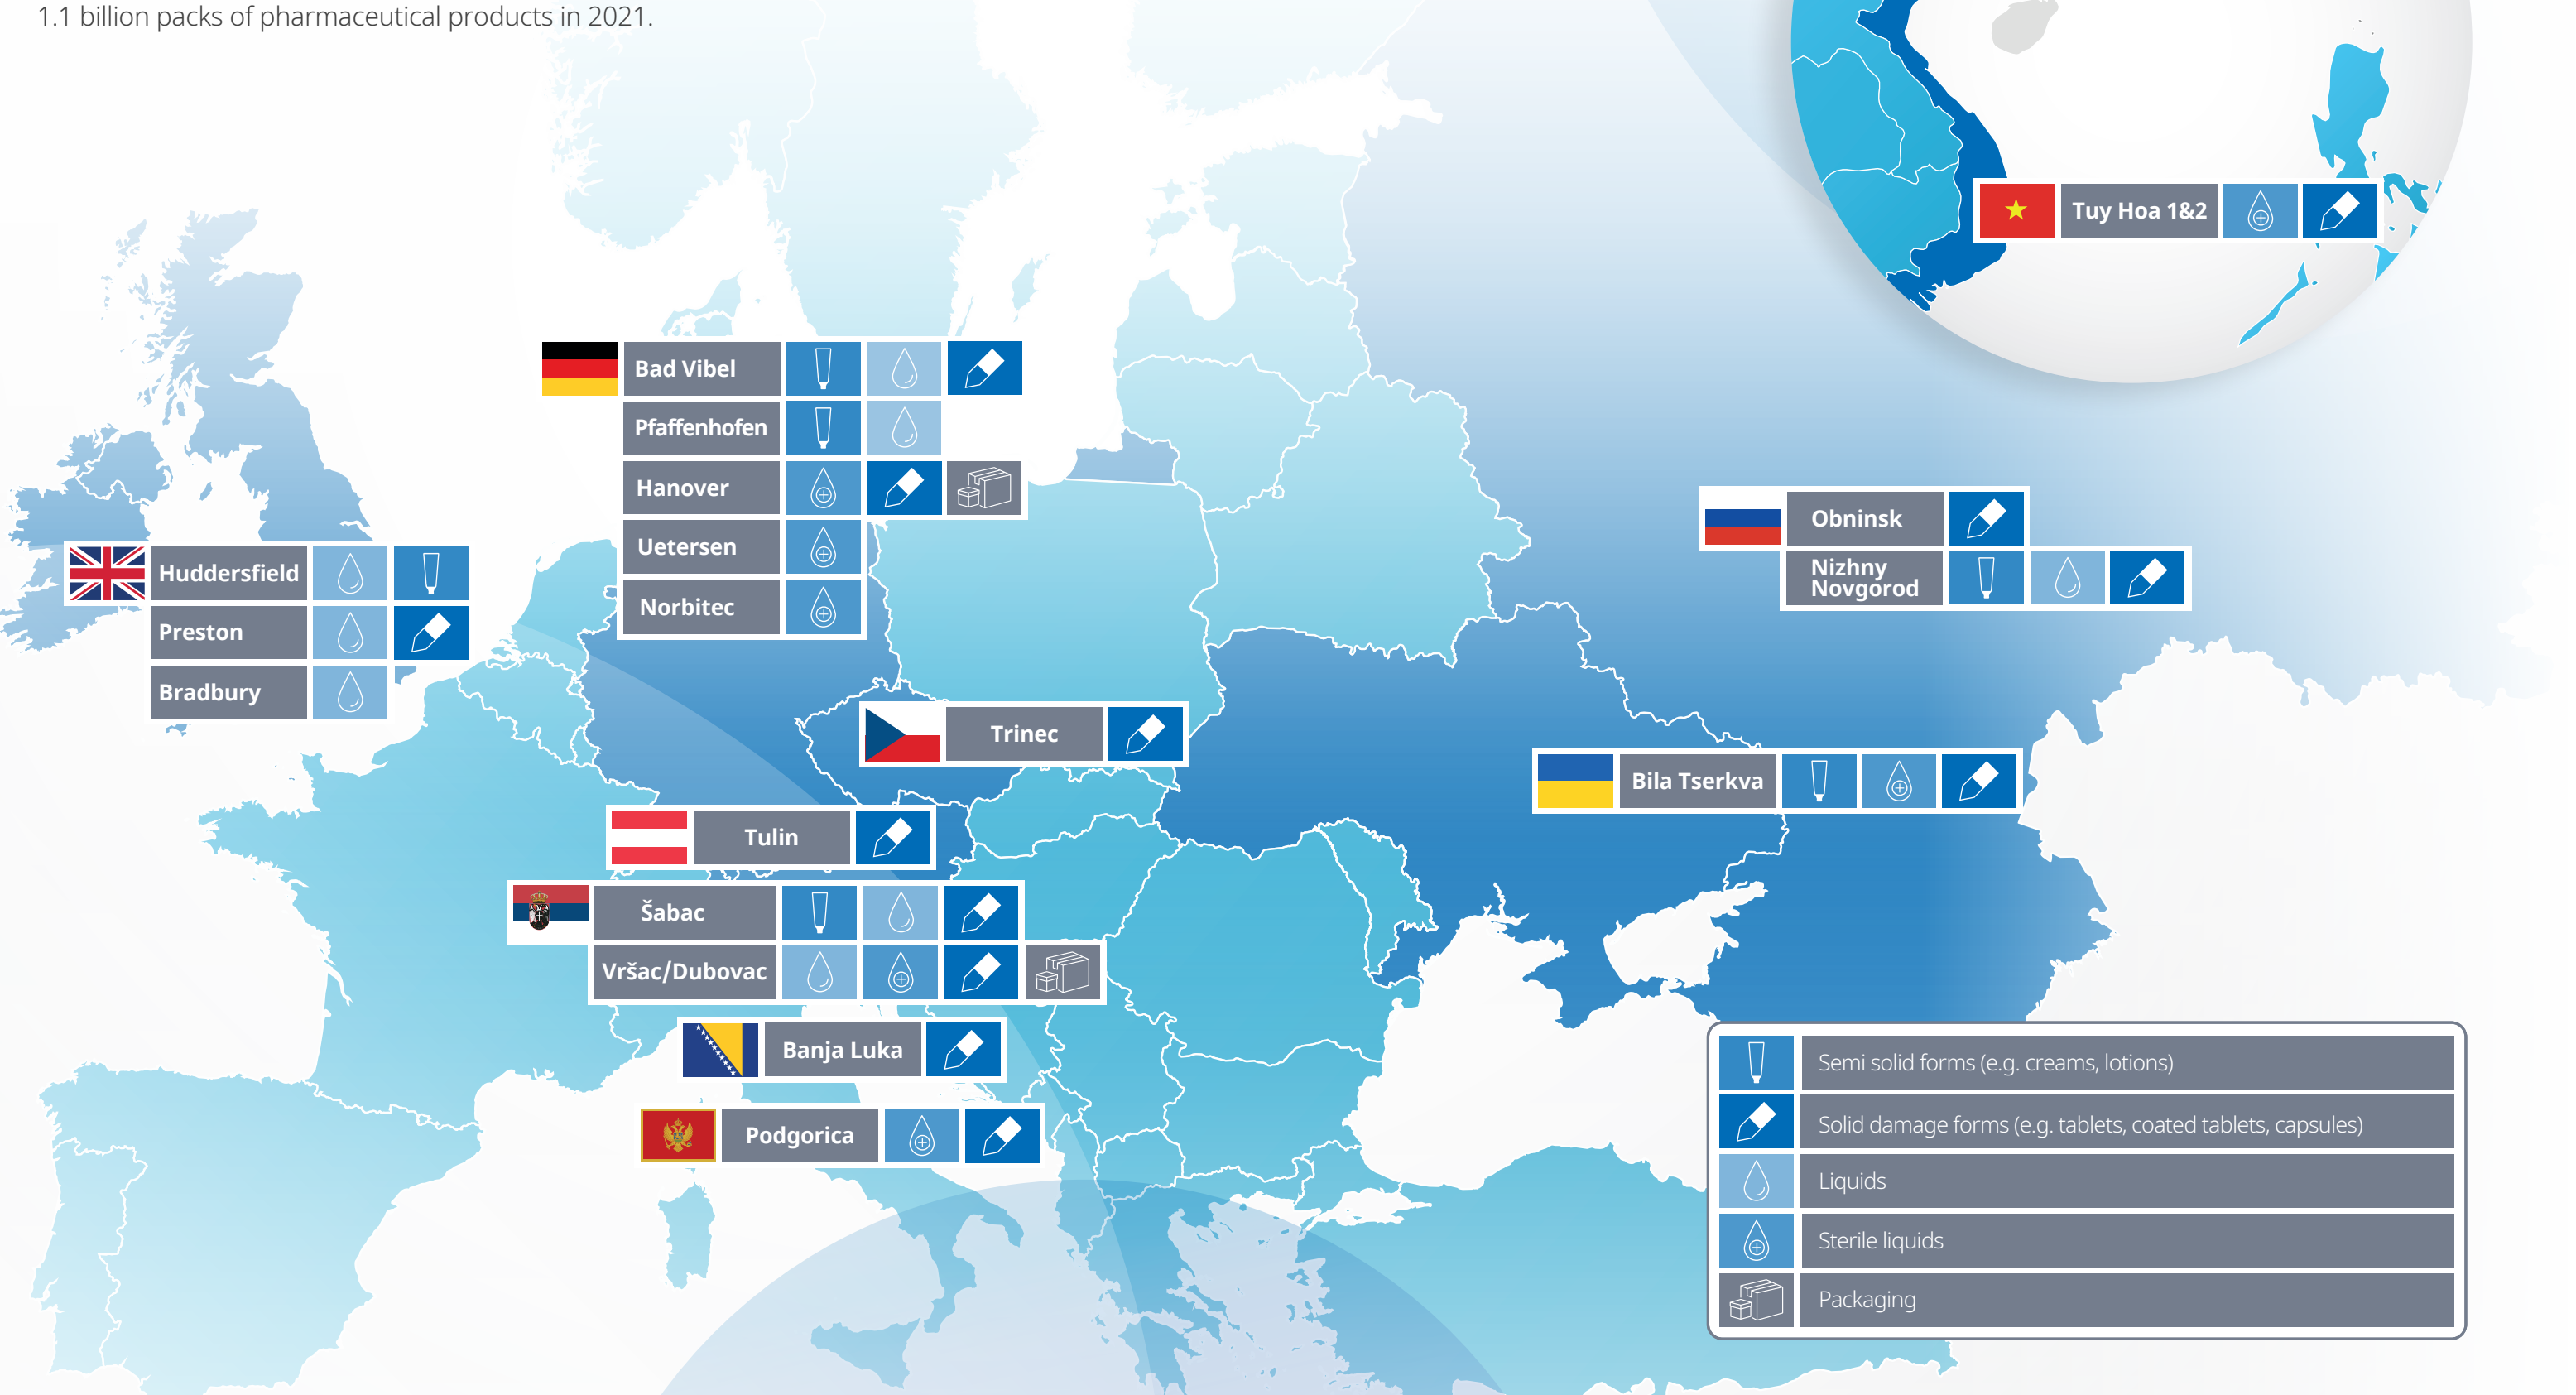 1.1 billion packs of pharmaceutical products in 2021.
Tuy Hoa 1&2
Bad Vibel
Pfaffenhofen
Hanover
Uetersen
Norbitec
Obninsk
Nizhny
Novgorod
Huddersfield
Preston
Bradbury
Trinec
Bila Tserkva
Tulin
Šabac
Vršac/Dubovac
Banja Luka
Podgorica
Semi solid forms (e.g. creams, lotions)
Solid damage forms (e.g. tablets, coated tablets, capsules)
Liquids
Sterile liquids
Packaging